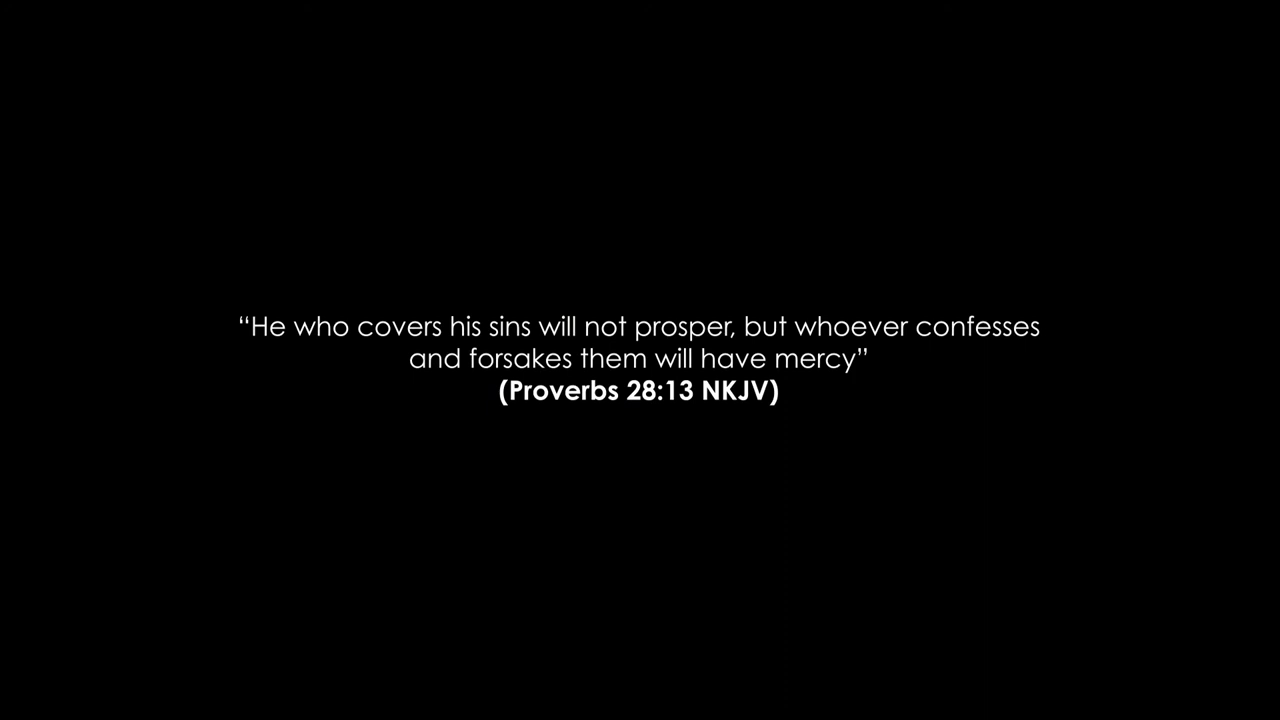 “He who covers his sins will not prosper, but whoever confesses
and forsakes them will have mercy”
(Proverbs 28:13 NKJV)